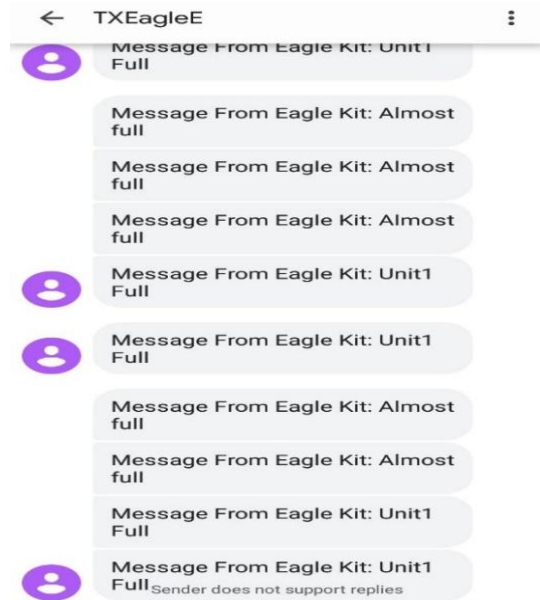 TXEagleE
Message From Eagle Kit: Unit1
Full
Message From Eagle Kit: Almost
full
Message From Eagle Kit: Almost
full
Message From Eagle Kit: Almost
full
Message From Eagle Kit: Unit1
Full
Message From Eagle Kit: Unit1
Full
Message From Eagle Kit: Almost
full
Message From Eagle Kit: Almost
full
Message From Eagle Kit: Unit1
Full
Message From Eagle Kit: Unit1
Full
Sender does not support replies